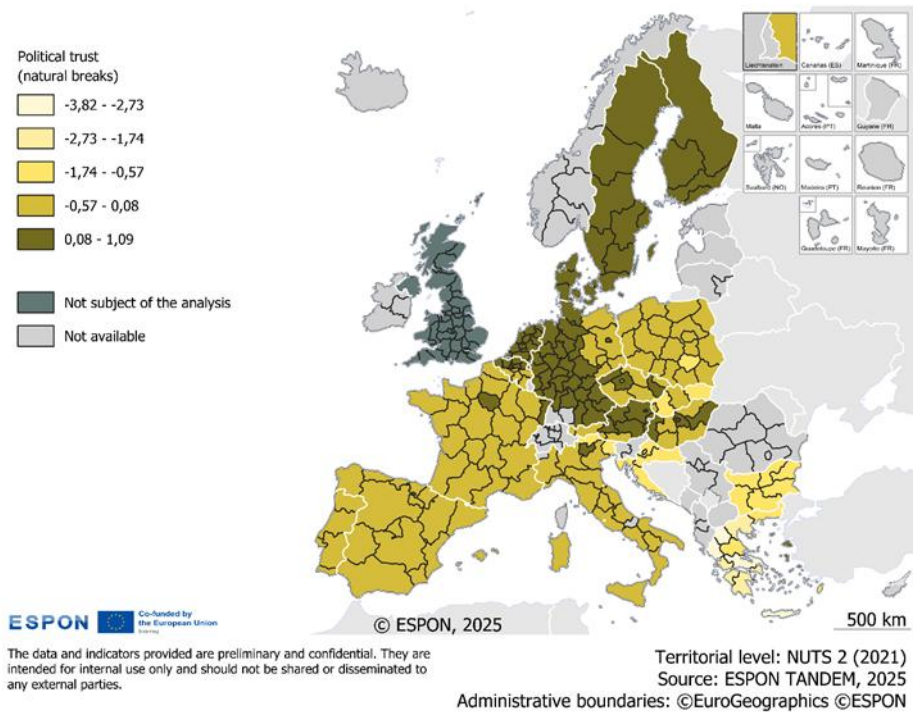 Political trust
(natural breaks)
-3,82 - -2,73
-2,73 - -1,74
-1,74 - -0,57
-0,57 - 0,08
0,08 - 1,09
Not subject of the analysis
Not available
Liechtenstein
Canarias (ES)
Martinique (FR)
Malta
Açores (PT)
Guyane (FR)
Svalbard (NO)
Madeira (PT)
Réunion (FR)
Guadeloupe (FR)
Mayotte (FR)
ESPON
Co-funded by
the European Union
Interreg
© ESPON, 2025
500 km
The data and indicators provided are preliminary and confidential. They are
intended for internal use only and should not be shared or disseminated to
any external parties.
Territorial level: NUTS 2 (2021)
Source: ESPON TANDEM, 2025
Administrative boundaries: ©EuroGeographics ©ESPON